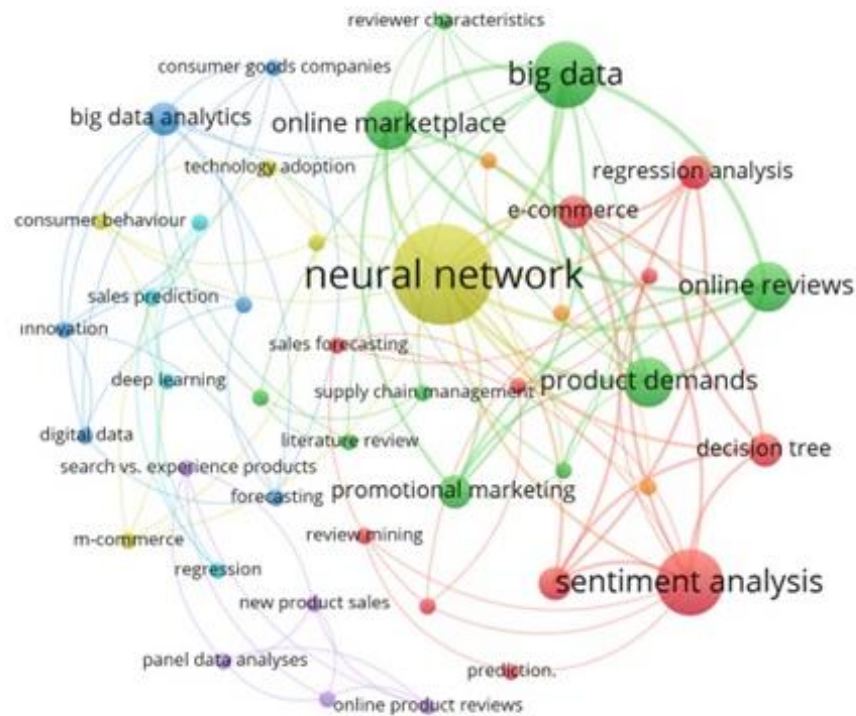 reviewer characteristics
consumer goods companies
big data
big data analytics
online marketplace
technology adoption
regression analysis
consumer behaviour
e-commerce
neural network
online reviews
sales prediction
innovation
sales forecasting
deep learning
supply chain management
product demands
digital data
literature review
decision tree
search vs. experience products
forecasting
promotional marketing
m-commerce
review mining
regression
sentiment analysis
new product sales
panel data analyses
prediction.
online product reviews